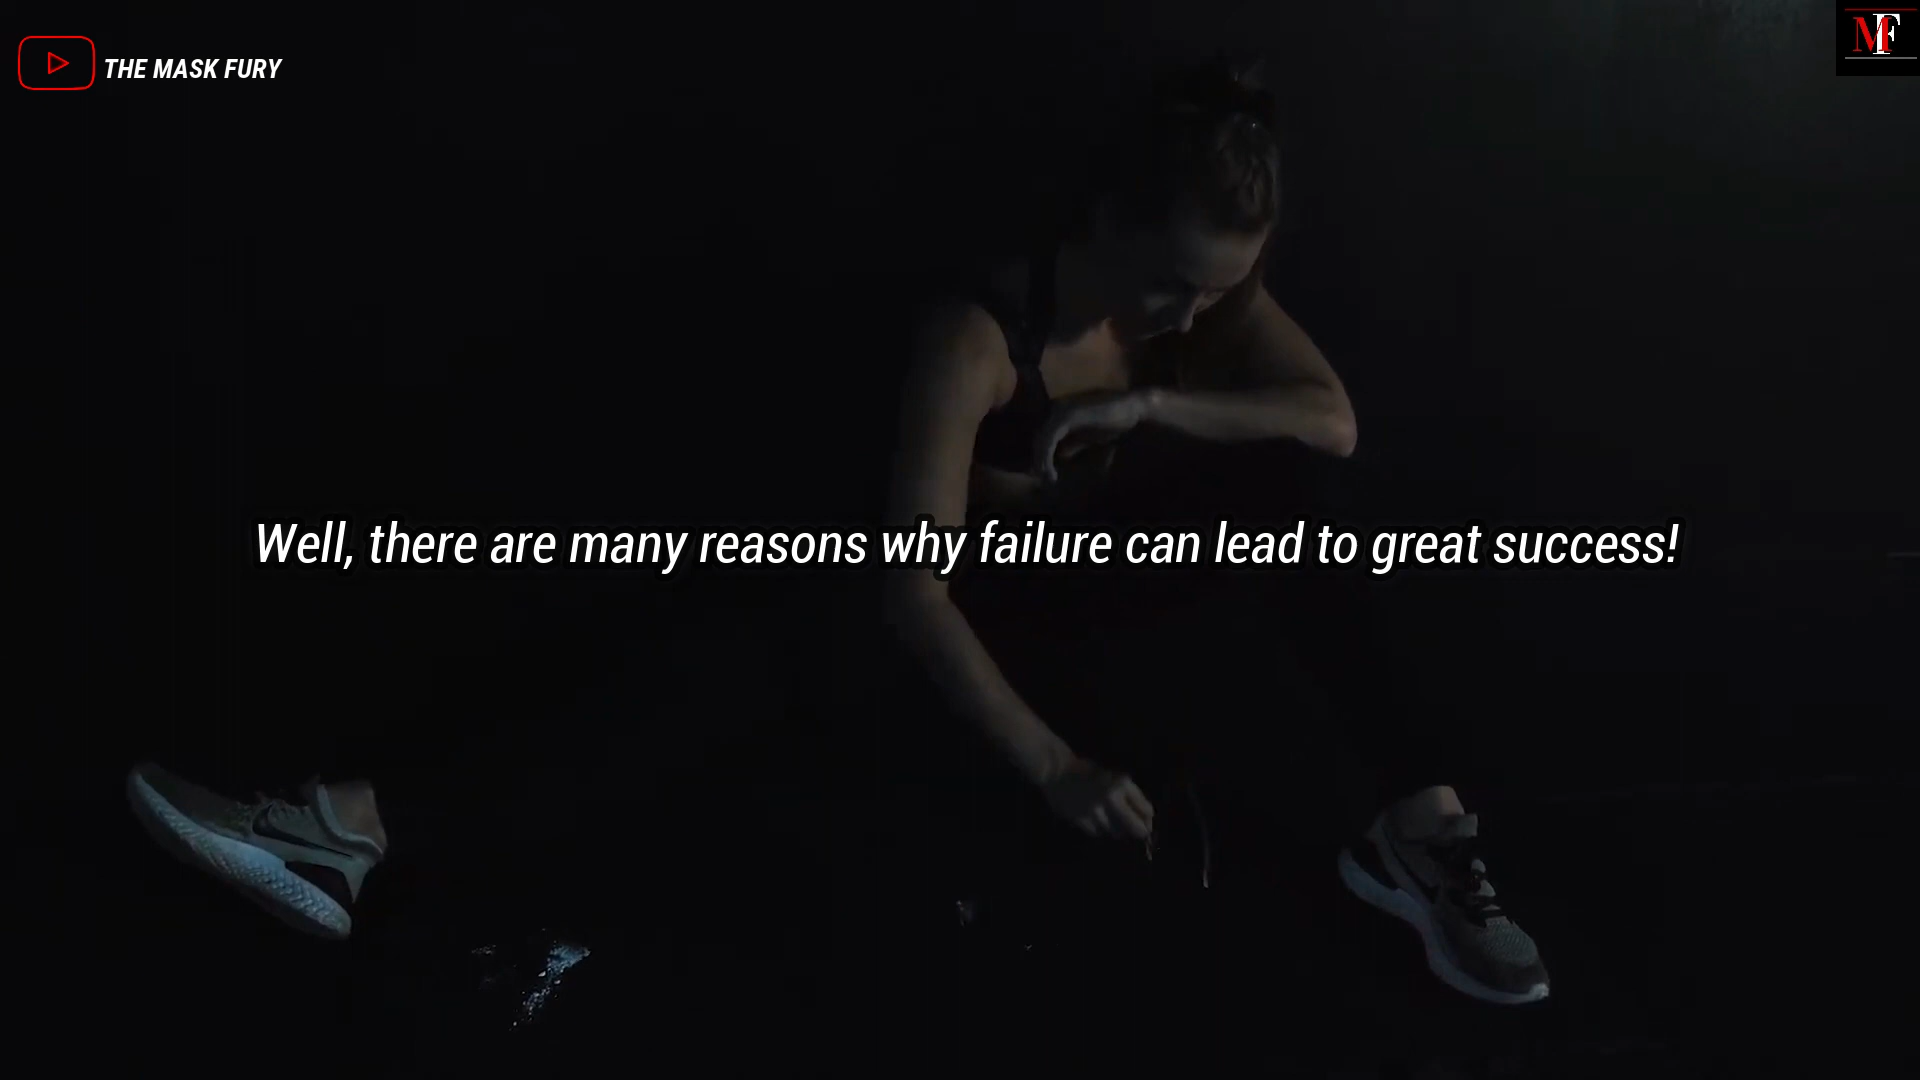 THE MASK FURY
MF
Well, there are many reasons why failure can lead to great success!